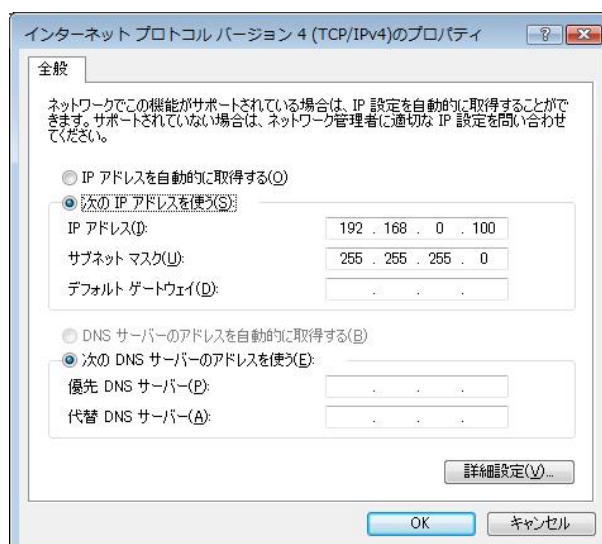 インターネット プロトコル バージョン 4 (TCP/IPv4)のプロパティ
全般
ネットワークでこの機能がサポートされている場合は、IP 設定を自動的に取得することがで
きます。サポートされていない場合は、ネットワーク管理者に適切な IP 設定を問い合わせ
てください。
IP アドレスを自動的に取得する(O)
次の IP アドレスを使う(S):
IP アドレス(I): 192 . 168 . 0 . 100
サブネット マスク(U): 255 . 255 . 255 . 0
デフォルト ゲートウェイ(D): . . .
DNS サーバーのアドレスを自動的に取得する(B)
次の DNS サーバーのアドレスを使う(E):
優先 DNS サーバー(P): . . .
代替 DNS サーバー(A): . . .
詳細設定(V)...
OK キャンセル